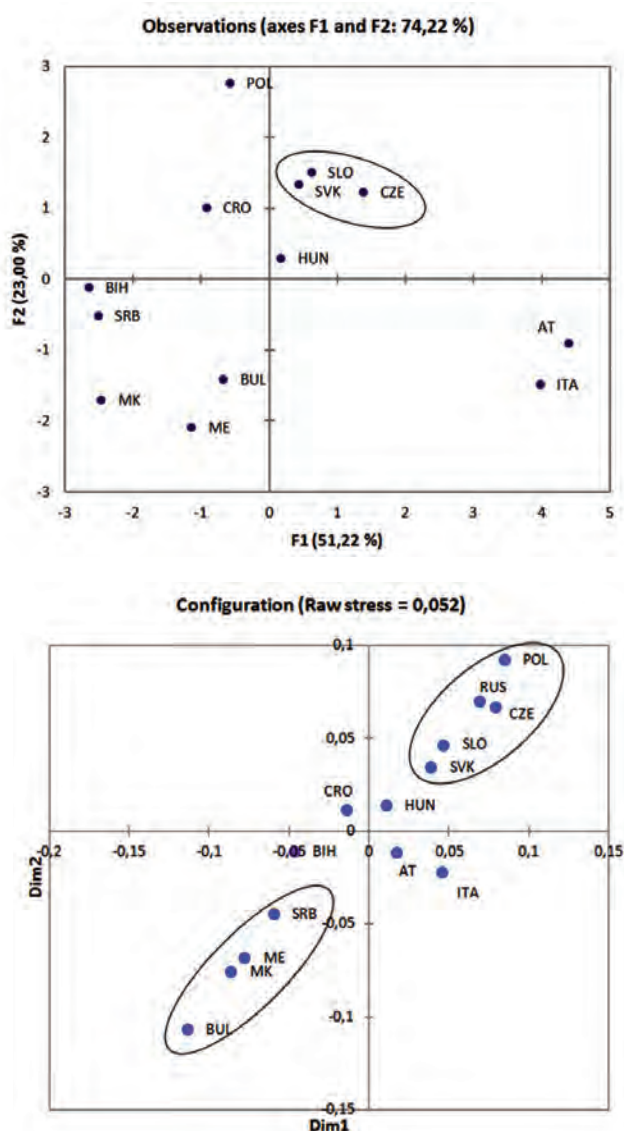 Observations (axes F1 and F2: 74,22 %)
3
POL
2
SLO
SVK
CZE
CRO
1
HUN
0
BIH
SRB
AT
-1
BUL
ITA
MK
-2
ME
-3
-3 -2 -1 0 1 2 3 4 5
F2 (23,00 %)
F1 (51,22 %)
Configuration (Raw stress = 0,052)
0,1
POL
RUS
CZE
0,05
SLO
SVK
CRO
HUN
0
-0,2 -0,15 -0,1 -0,05 0 0,05 0,1 0,15
BIH
AT
ITA
-0,05
SRB
ME
MK
-0,1
BUL
-0,15
Dim2
Dim1